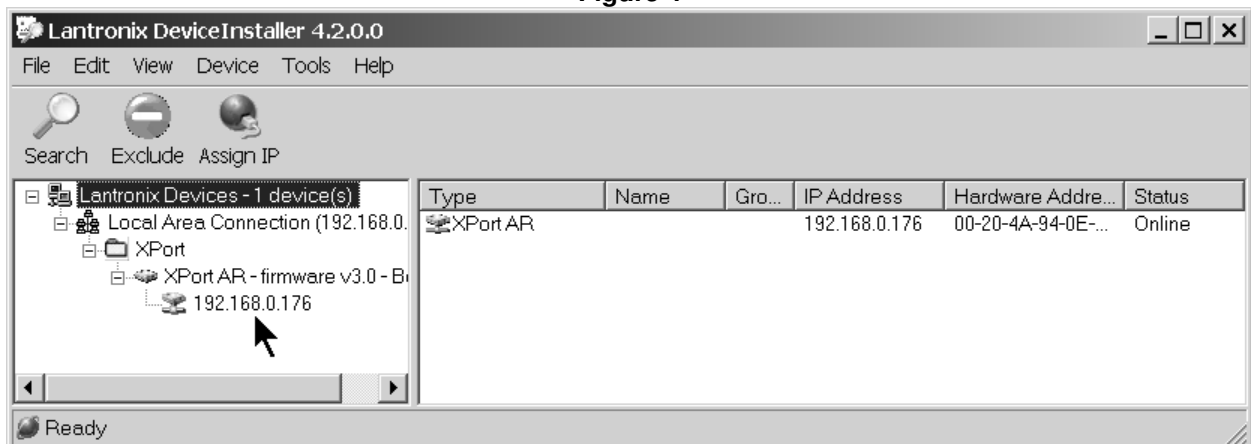 Lantronix DeviceInstaller 4.2.0.0
File Edit View Device Tools Help
Search Exclude Assign IP
Lantronix Devices - 1 device(s)
Local Area Connection (192.168.0.
XPort
XPort AR - firmware v3.0 - B
192.168.0.176
Type Name Gro... IP Address Hardware Addre... Status
XPort AR 192.168.0.176 00-20-4A-94-0E-... Online
Ready